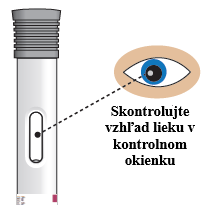 Skontrolujte
vzhľad lieku v
kontrolnom
okienku